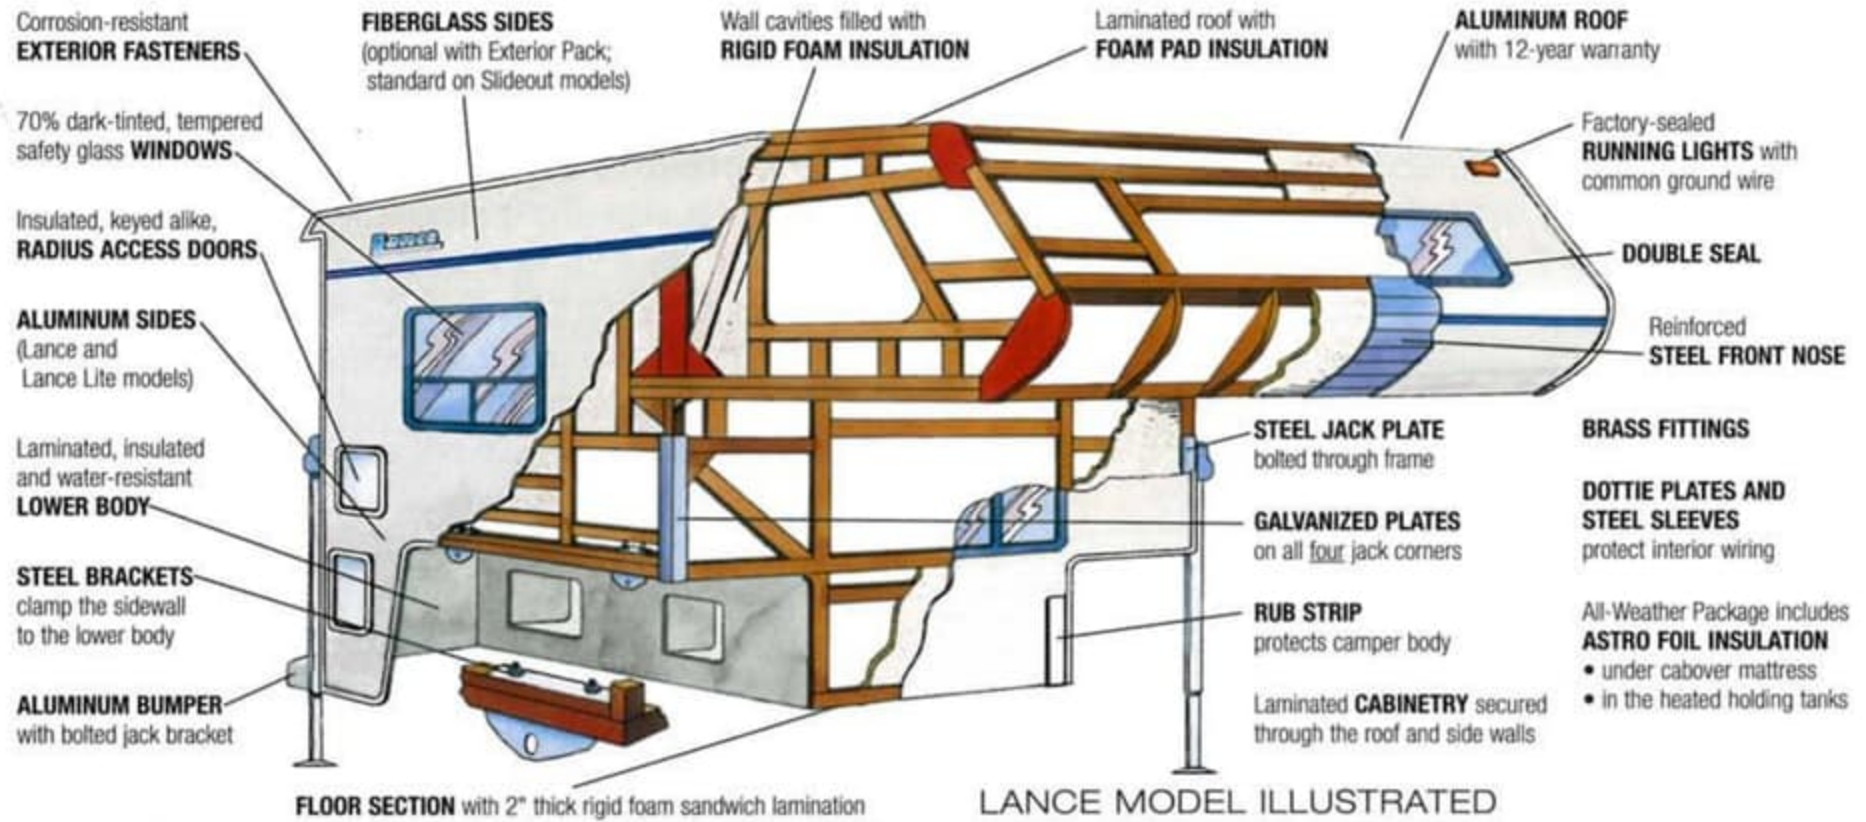 Corrosion-resistant
EXTERIOR FASTENERS
FIBERGLASS SIDES
(optional with Exterior Pack;
standard on Slideout models)
Wall cavities filled with
RIGID FOAM INSULATION
Laminated roof with
FOAM PAD INSULATION
ALUMINUM ROOF
wiith 12-year warranty
70% dark-tinted, tempered
safety glass WINDOWS
Factory-sealed
RUNNING LIGHTS with
common ground wire
Insulated, keyed alike,
RADIUS ACCESS DOORS
DOUBLE SEAL
ALUMINUM SIDES
(Lance and
Lance Lite models)
Reinforced
STEEL FRONT NOSE
Laminated, insulated
and water-resistant
LOWER BODY
STEEL JACK PLATE
bolted through frame
BRASS FITTINGS
GALVANIZED PLATES
on all four jack corners
DOTTIE PLATES AND
STEEL SLEEVES
protect interior wiring
STEEL BRACKETS
clamp the sidewall
to the lower body
RUB STRIP
protects camper body
All-Weather Package includes
ASTRO FOIL INSULATION
• under cabover mattress
• in the heated holding tanks
ALUMINUM BUMPER
with bolted jack bracket
Laminated CABINETRY secured
through the roof and side walls
FLOOR SECTION with 2" thick rigid foam sandwich lamination
LANCE MODEL ILLUSTRATED